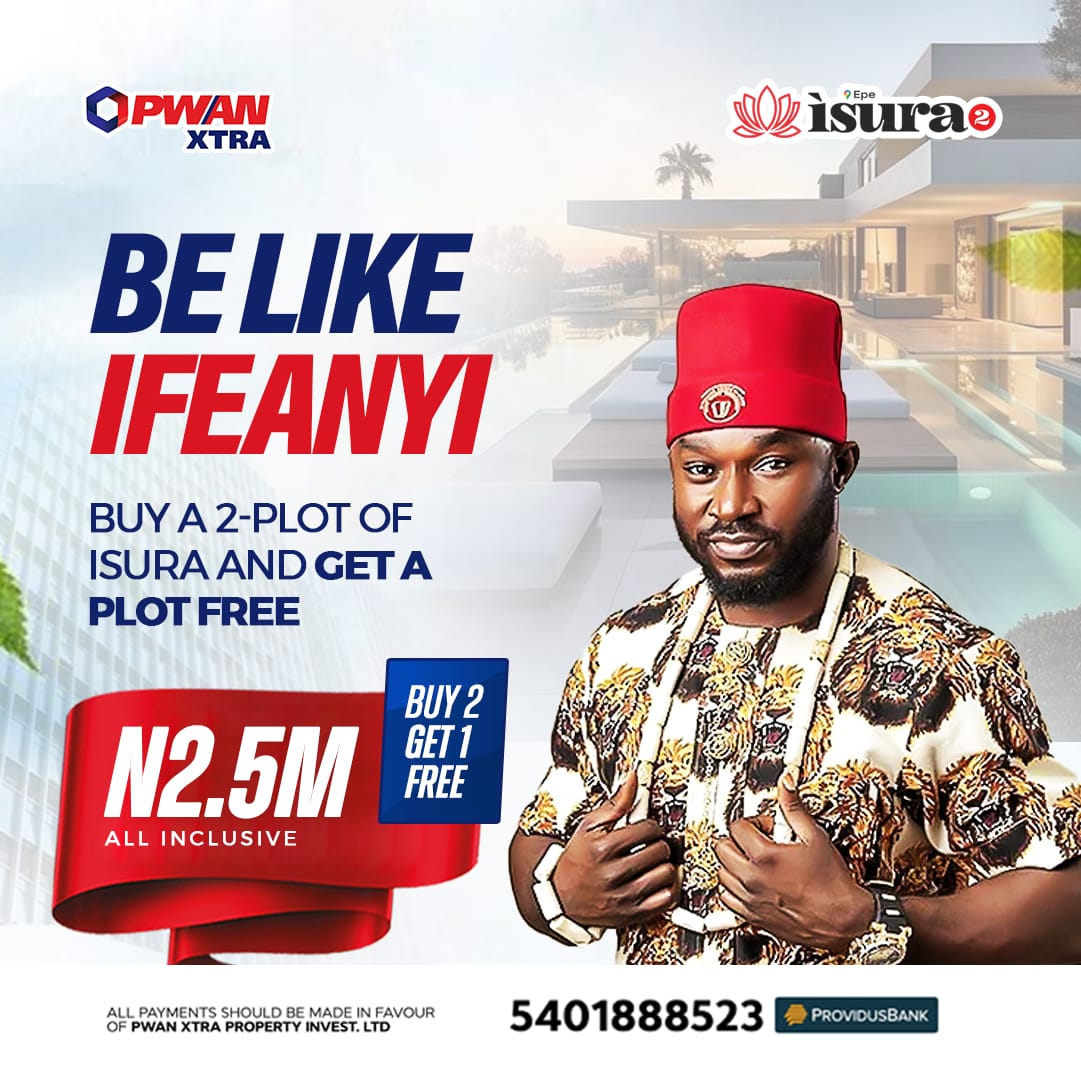 PWAN
XTRA
Epe
ìsura 2
BE LIKE
IFEANYI
BUY A 2-PLOT OF
ISURA AND GET A
PLOT FREE
BUY 2
GET 1
FREE
N2.5M
ALL INCLUSIVE
ALL PAYMENTS SHOULD BE MADE IN FAVOUR
OF PWAN XTRA PROPERTY INVEST. LTD
5401888523
PROVIDUSBANK